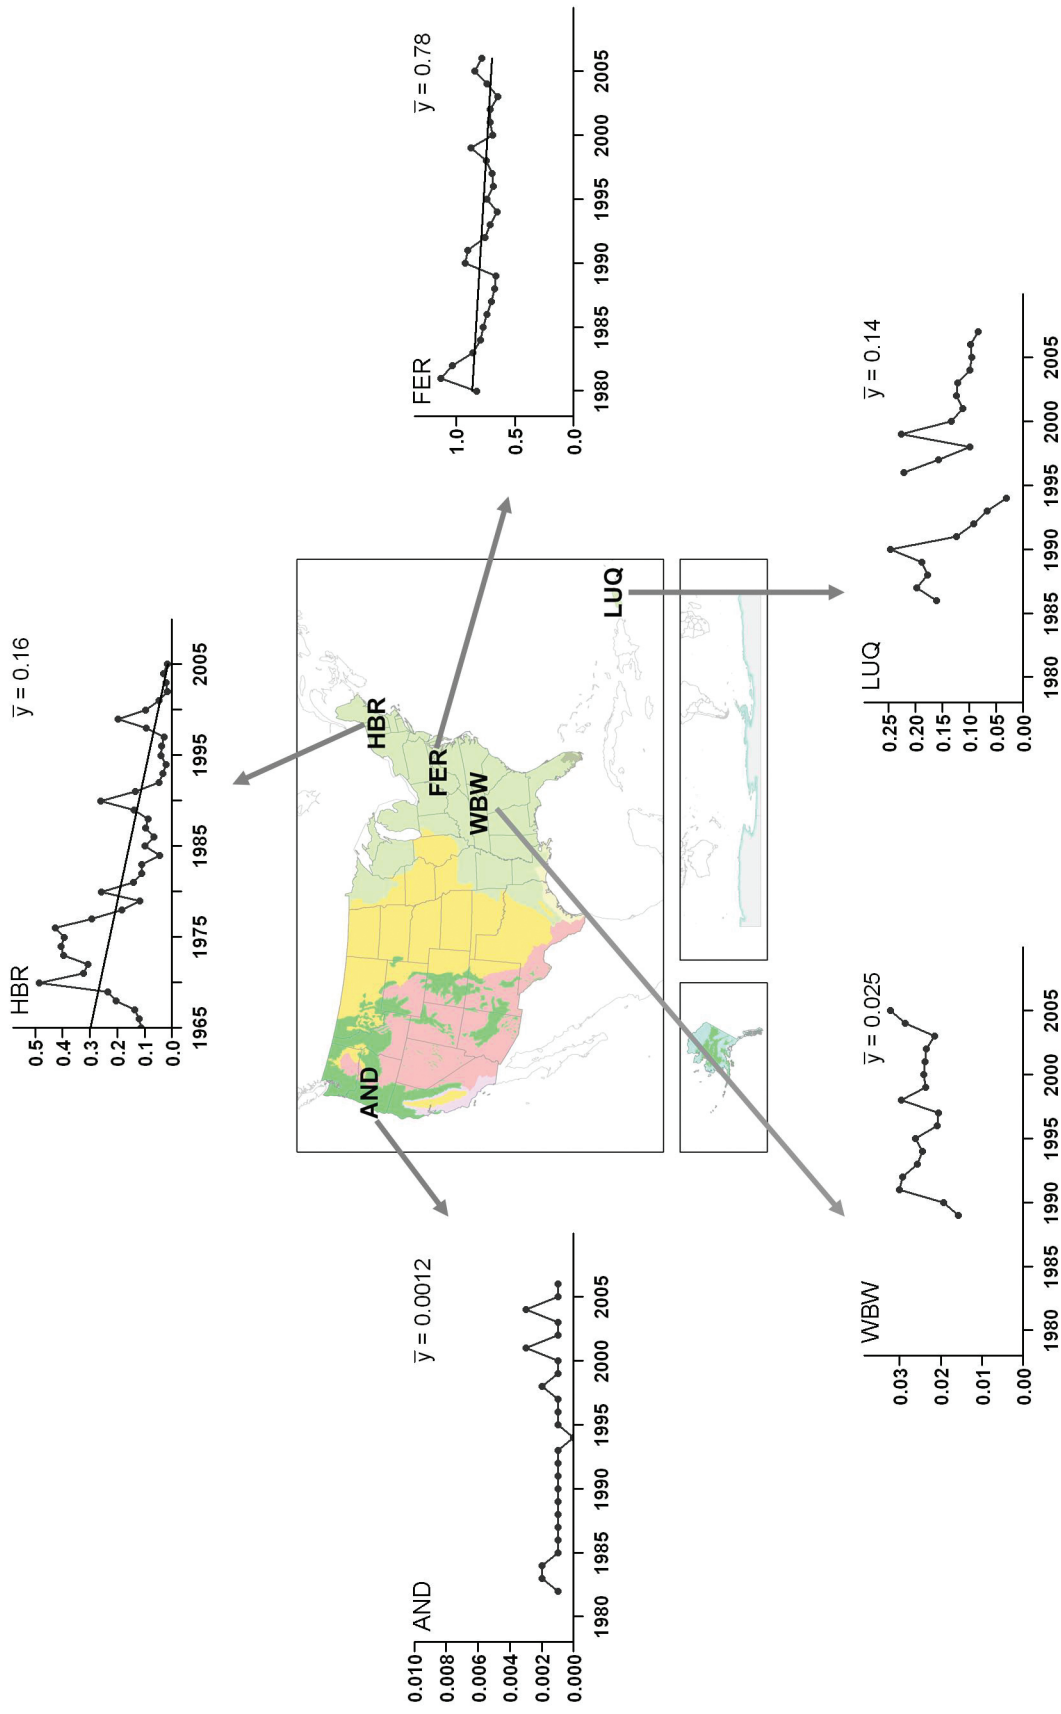 HBR
y̅ = 0.16
0.5
0.4
0.3
0.2
0.1
0.0
1965 1975 1985 1995 2005
AND
y̅ = 0.0012
0.010
0.008
0.006
0.004
0.002
0.000
1980 1985 1990 1995 2000 2005
AND
HBR
FER
WBW
LUQ
FER
y̅ = 0.78
1.0
0.5
0.0
1980 1985 1990 1995 2000 2005
WBW
y̅ = 0.025
0.03
0.02
0.01
0.00
1980 1985 1990 1995 2000 2005
LUQ
y̅ = 0.14
0.25
0.20
0.15
0.10
0.05
0.00
1980 1985 1990 1995 2000 2005